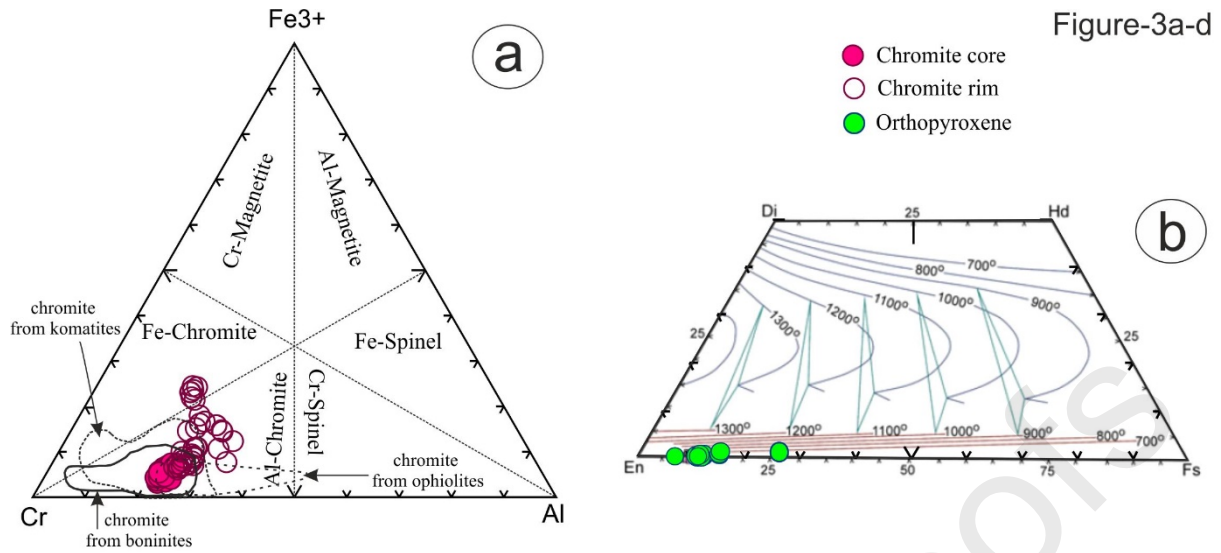 Figure-3a-d
Fe3+
a
Chromite core
Chromite rim
Orthopyroxene
Cr-Magnetite
Al-Magnetite
chromite
from komatites
Fe-Chromite
Fe-Spinel
Al-Chromite
Cr-Spinel
chromite
from ophiolites
Cr
Al
chromite
from boninites
b
Di
25
Hd
700°
800°
900°
1000°
1100°
1200°
1300°
25
25
1300°
1200°
1100°
1000°
900°
800°
700°
En
25
50
75
Fs
ofs